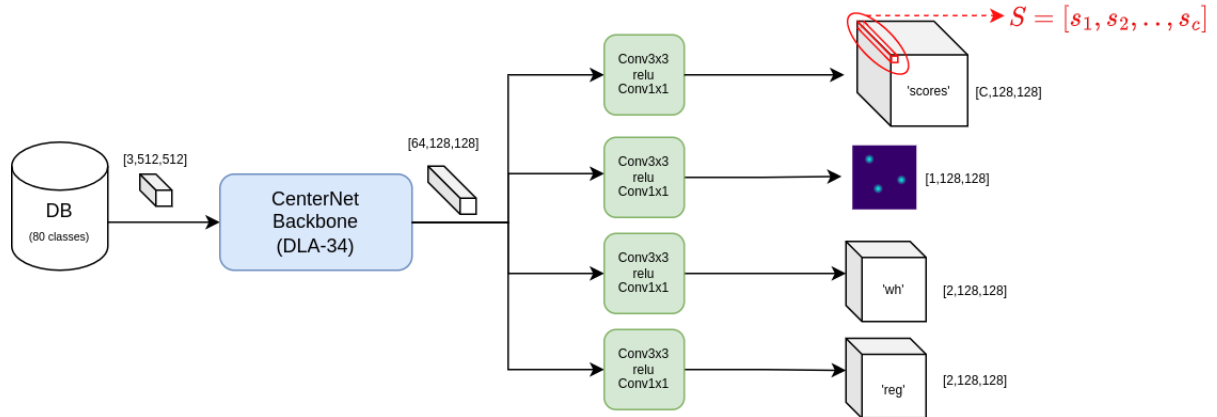 S = [s₁, s₂, . . , s_c]
Conv3x3
relu
Conv1x1
'scores'
[C,128,128]
[3,512,512]
[64,128,128]
DB
(80 classes)
CenterNet
Backbone
(DLA-34)
Conv3x3
relu
Conv1x1
[1,128,128]
Conv3x3
relu
Conv1x1
'wh'
[2,128,128]
Conv3x3
relu
Conv1x1
'reg'
[2,128,128]